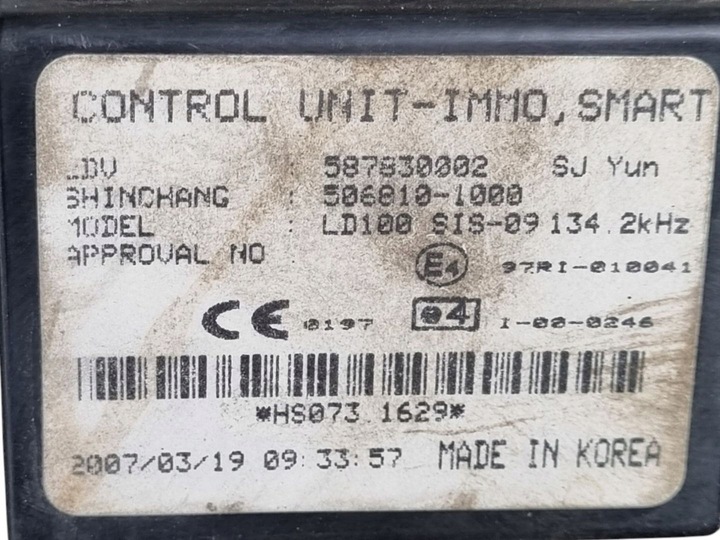 CONTROL UNIT-IMMO, SMART
LDV 587830002 SJ Yun
SHINCHANG : 506810-1000
MODEL : LD100 SIS-09 134.2kHz
APPROVAL NO E4 97RI-010041
CE 0197 e4 I-00-0246
*HS073 1629*
2007/03/19 09:33:57 MADE IN KOREA